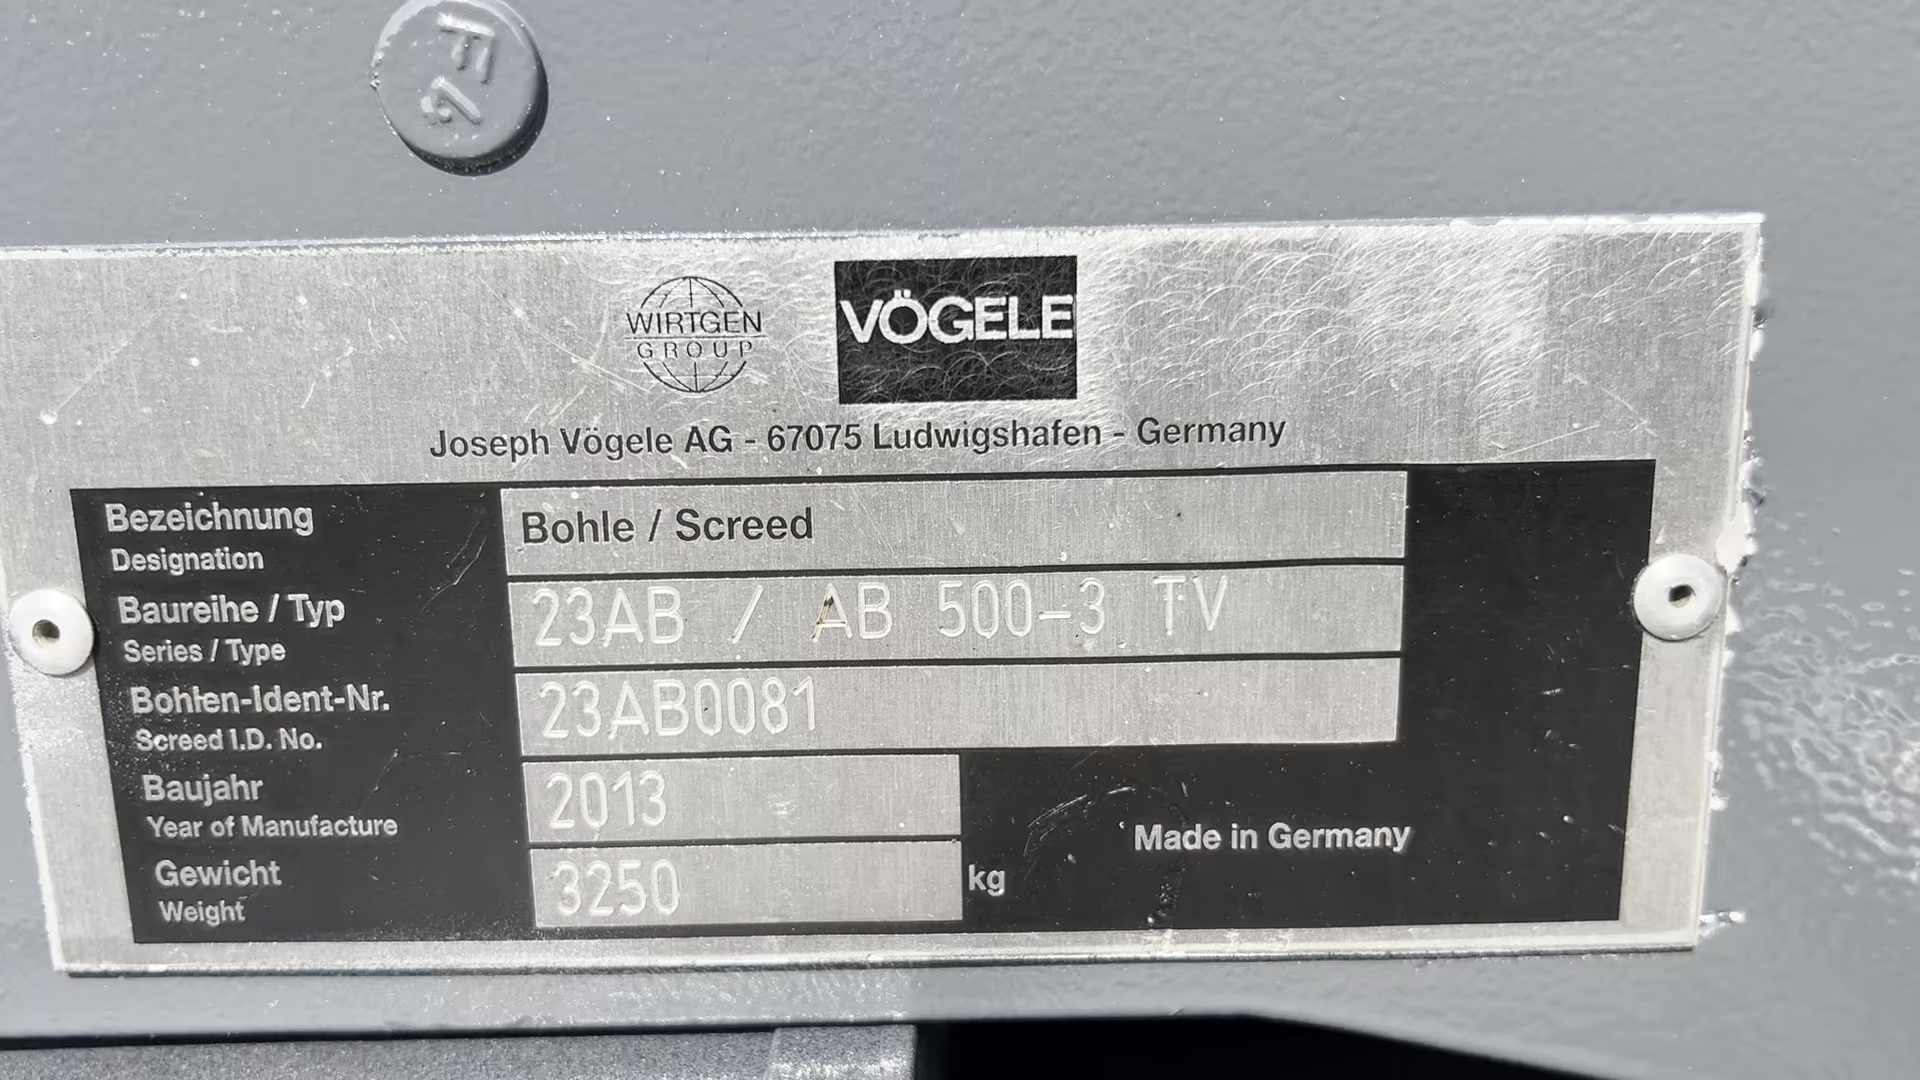 WIRTGEN
GROUP
VÖGELE
Joseph Vögele AG - 67075 Ludwigshafen - Germany
Bezeichnung
Designation
Bohle / Screed
Baureihe / Typ
Series / Type
23AB / AB 500-3 TV
Bohlen-Ident-Nr.
Screed I.D. No.
23AB0081
Baujahr
Year of Manufacture
2013
Made in Germany
Gewicht
Weight
3250 kg